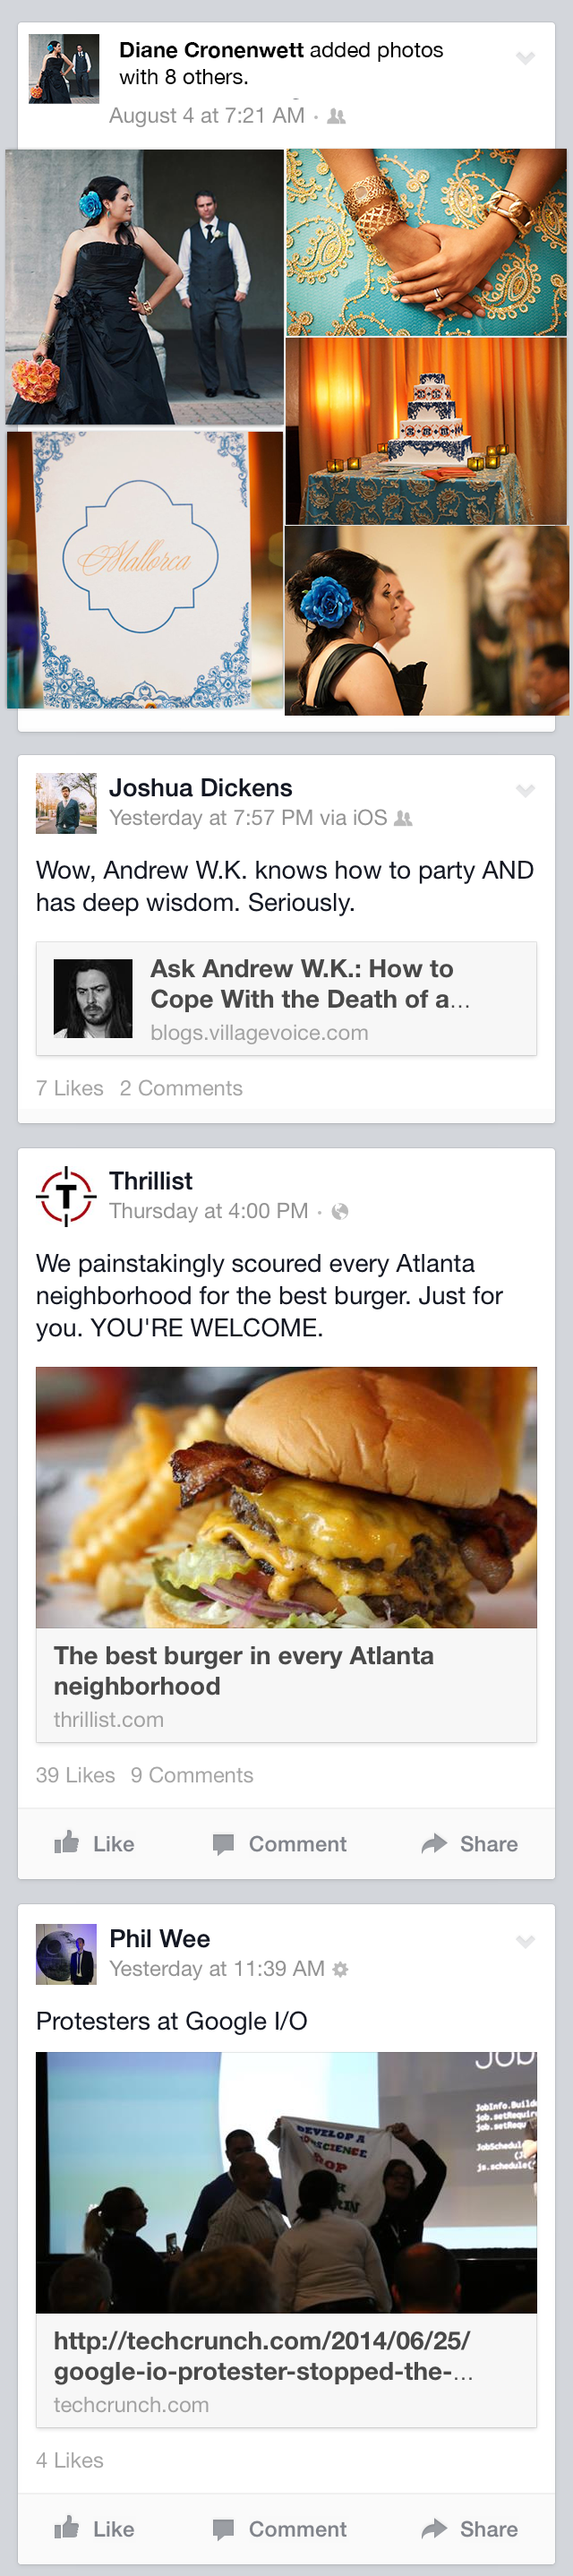 Diane Cronenwett added photos
with 8 others.
August 4 at 7:21 AM ·
Mallorca
Joshua Dickens
Yesterday at 7:57 PM via iOS
Wow, Andrew W.K. knows how to party AND
has deep wisdom. Seriously.
Ask Andrew W.K.: How to
Cope With the Death of a...
blogs.villagevoice.com
7 Likes 2 Comments
T
Thrillist
Thursday at 4:00 PM ·
We painstakingly scoured every Atlanta
neighborhood for the best burger. Just for
you. YOU'RE WELCOME.
The best burger in every Atlanta
neighborhood
thrillist.com
39 Likes 9 Comments
Like Comment Share
Phil Wee
Yesterday at 11:39 AM
Protesters at Google I/O
JOB
JobInfo.Build
job.setRequir
job.setRequ
JobSchedul
js.schedule(
DEVELOP A
http://techcrunch.com/2014/06/25/
google-io-protester-stopped-the-...
techcrunch.com
4 Likes
Like Comment Share